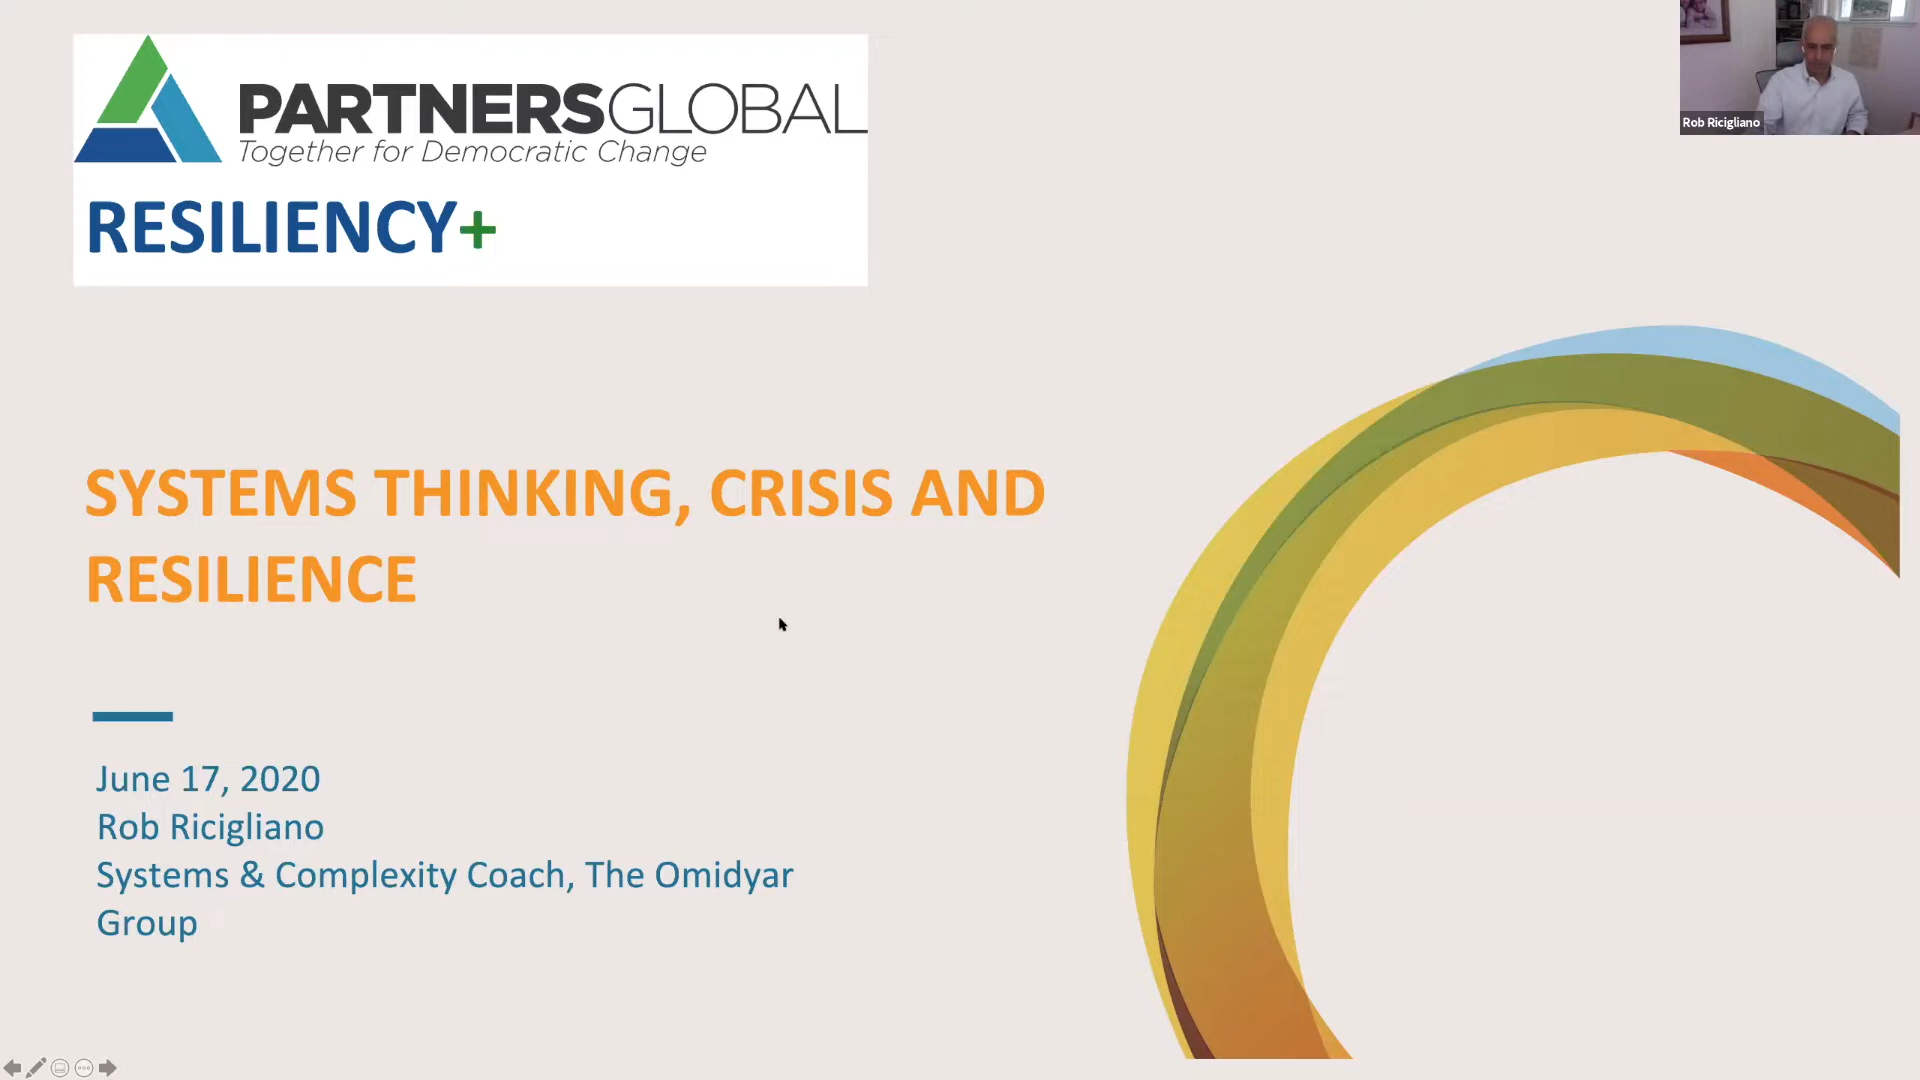 PARTNERSGLOBAL
Together for Democratic Change
RESILIENCY+
Rob Ricigliano
SYSTEMS THINKING, CRISIS AND
RESILIENCE
June 17, 2020
Rob Ricigliano
Systems & Complexity Coach, The Omidyar
Group